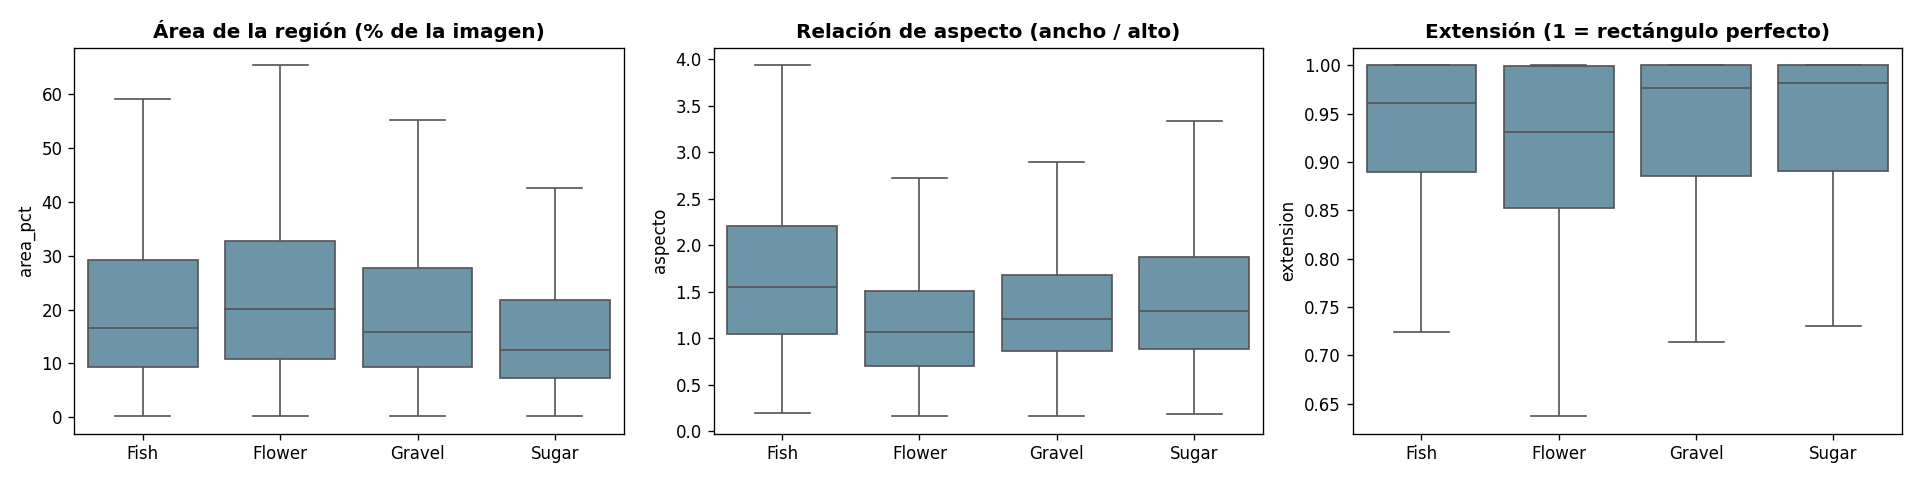 Área de la región (% de la imagen)
area_pct
60
50
40
30
20
10
0
Fish Flower Gravel Sugar
Relación de aspecto (ancho / alto)
aspecto
4.0
3.5
3.0
2.5
2.0
1.5
1.0
0.5
0.0
Fish Flower Gravel Sugar
Extensión (1 = rectángulo perfecto)
extension
1.00
0.95
0.90
0.85
0.80
0.75
0.70
0.65
Fish Flower Gravel Sugar